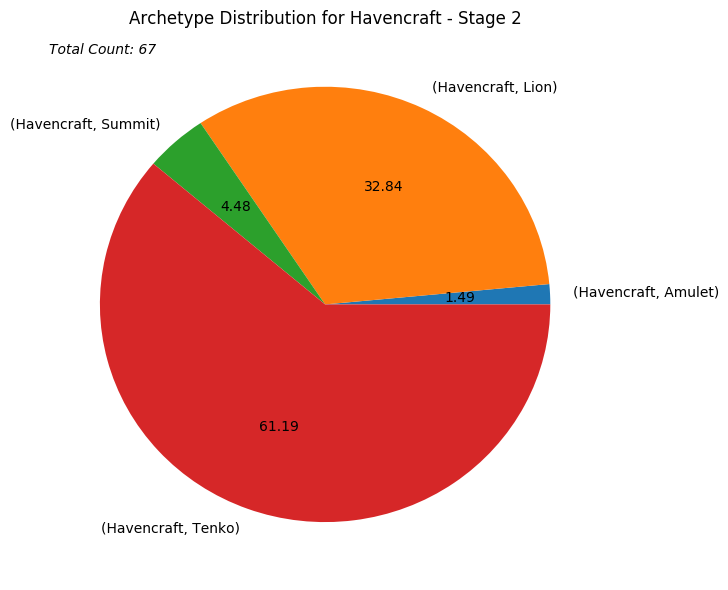 Archetype Distribution for Havencraft - Stage 2
Total Count: 67
(Havencraft, Lion)
(Havencraft, Summit)
32.84
4.48
(Havencraft, Amulet)
1.49
61.19
(Havencraft, Tenko)